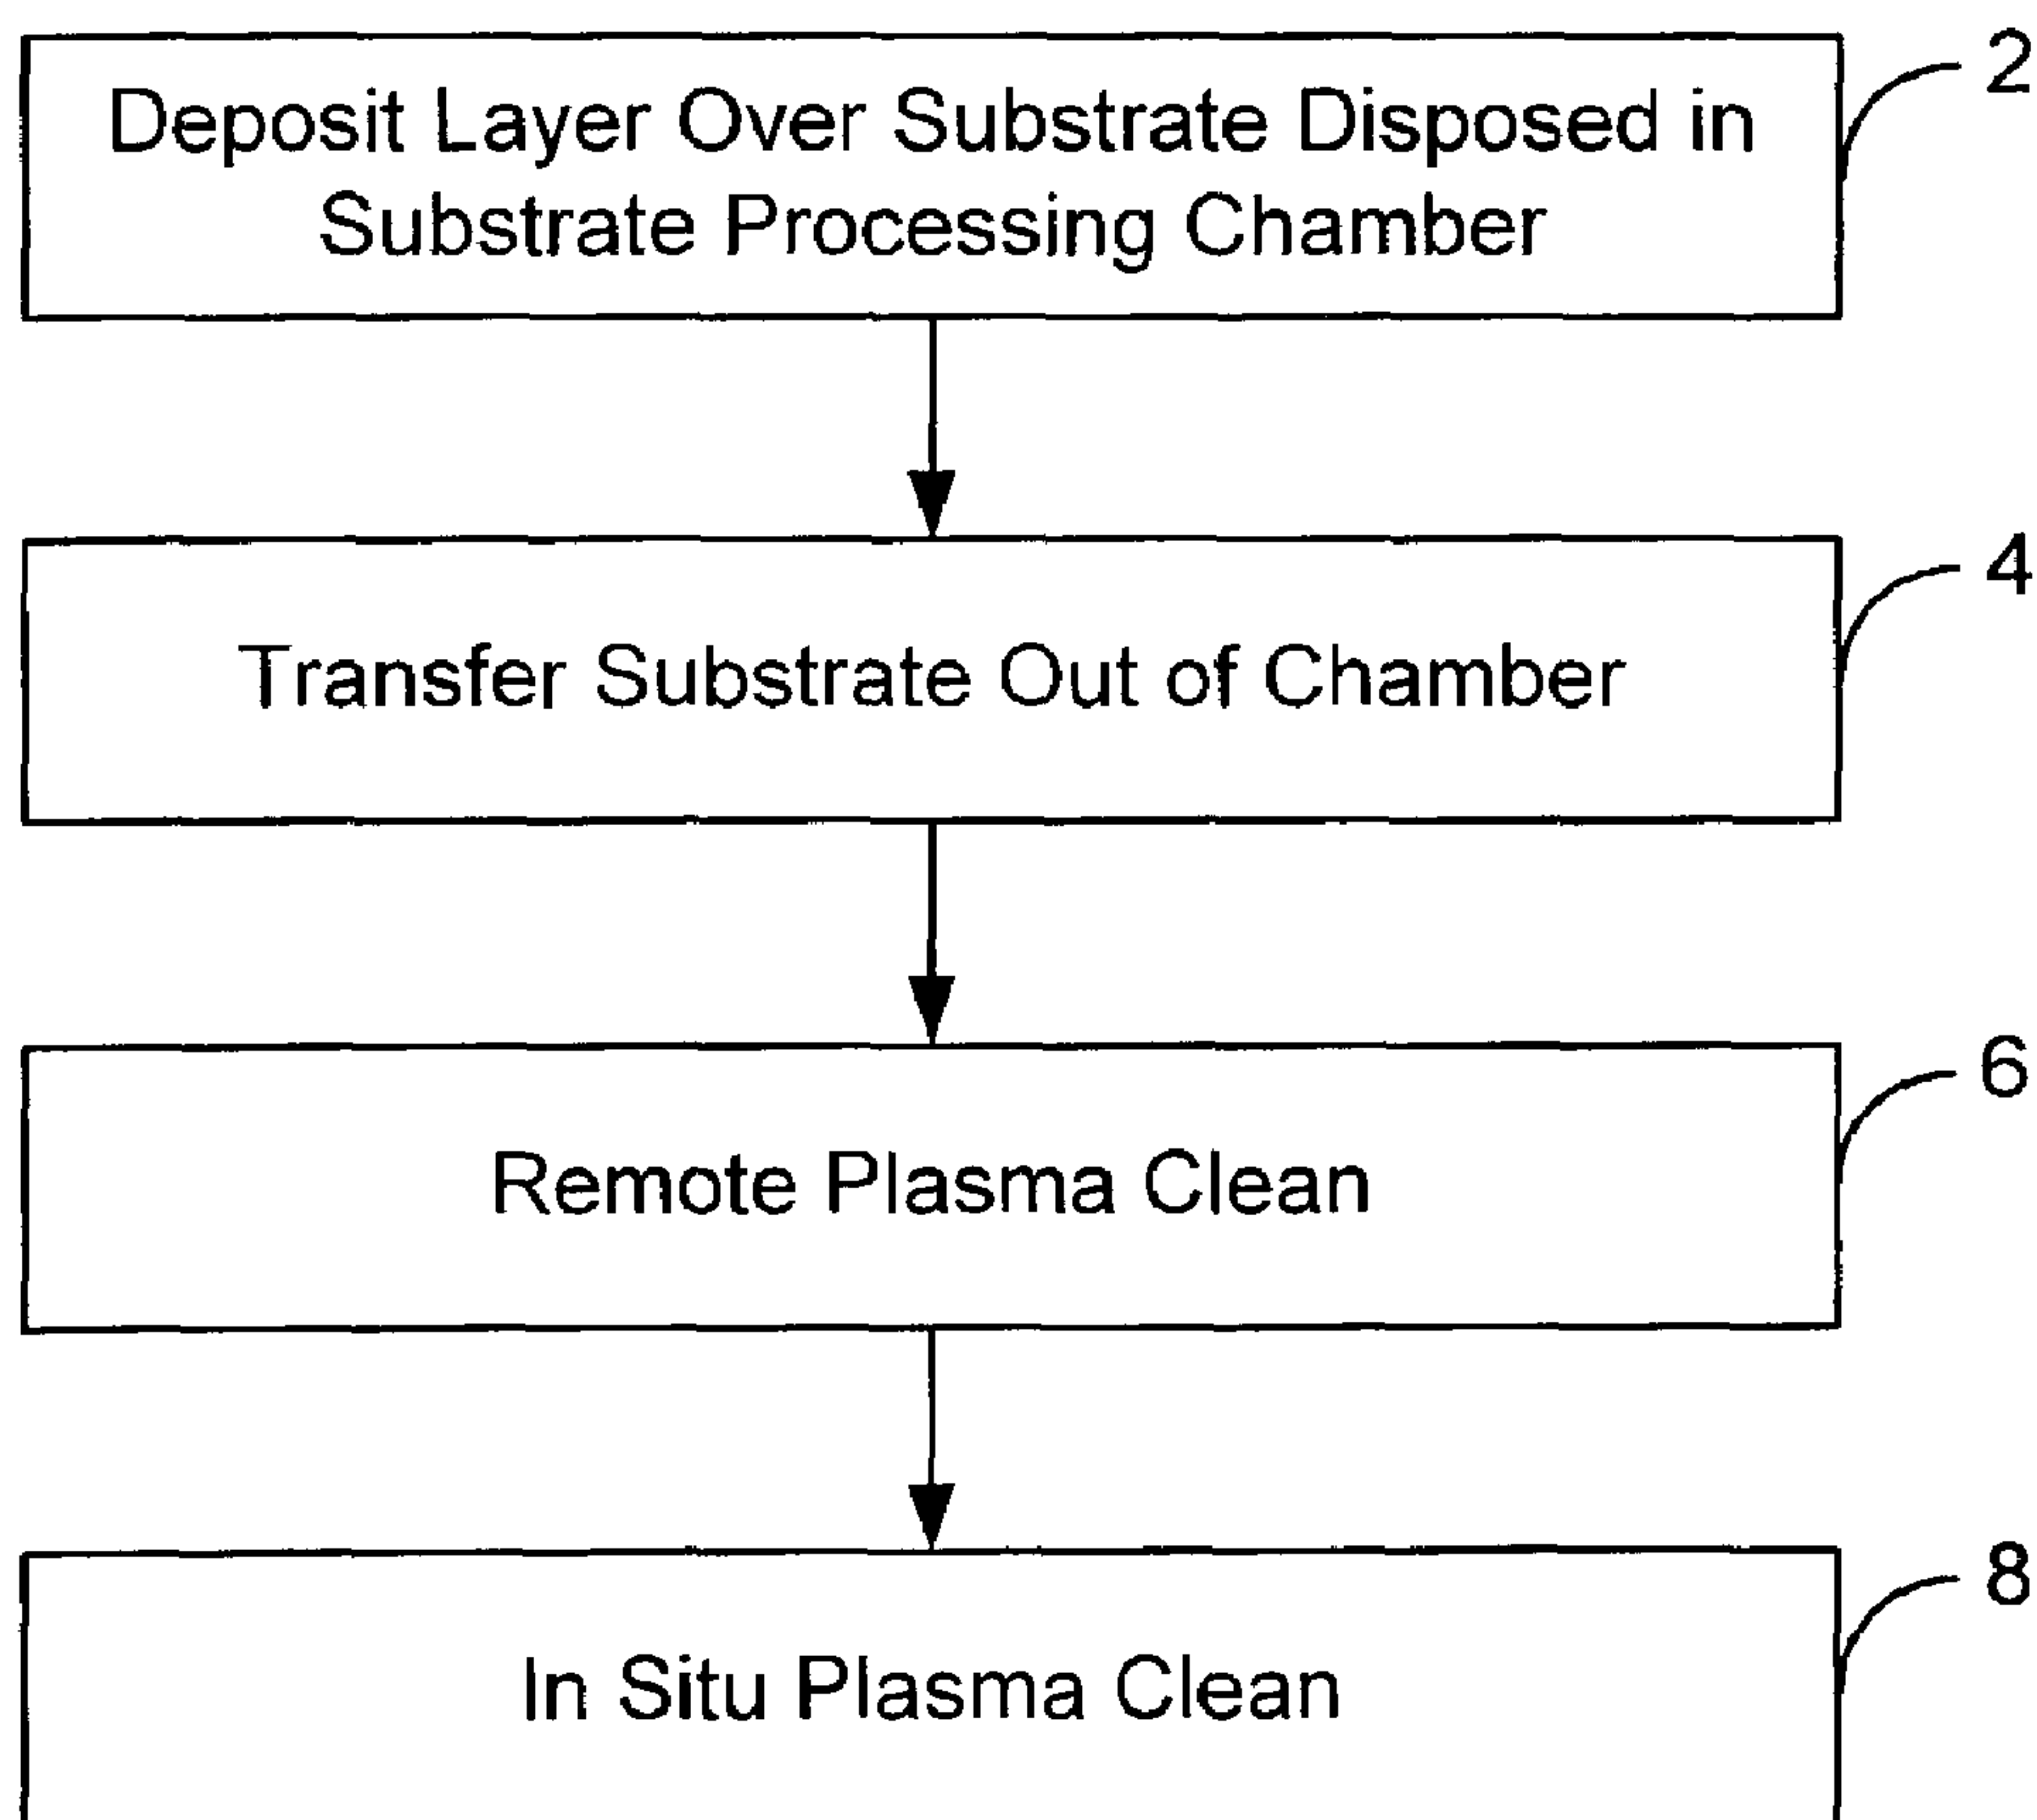 2
Deposit Layer Over Substrate Disposed in
Substrate Processing Chamber
4
Transfer Substrate Out of Chamber
6
Remote Plasma Clean
8
In Situ Plasma Clean